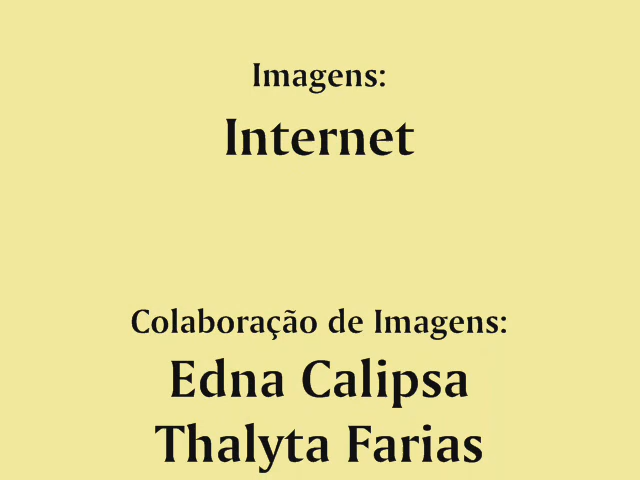 Imagens:
Internet
Colaboração de Imagens:
Edna Calipsa
Thalyta Farias